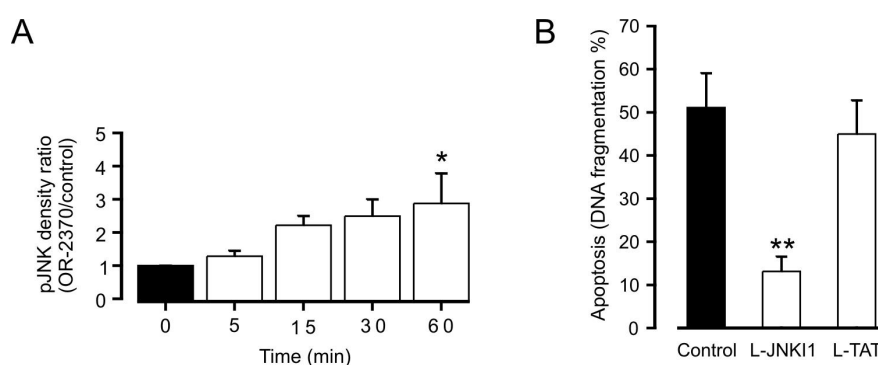 A
pJNK density ratio
(OR-2370/control)
5
4
3
2
1
0
*
0 5 15 30 60
Time (min)
B
Apoptosis (DNA fragmentation %)
70
60
50
40
30
20
10
0
**
Control L-JNKI1 L-TAT